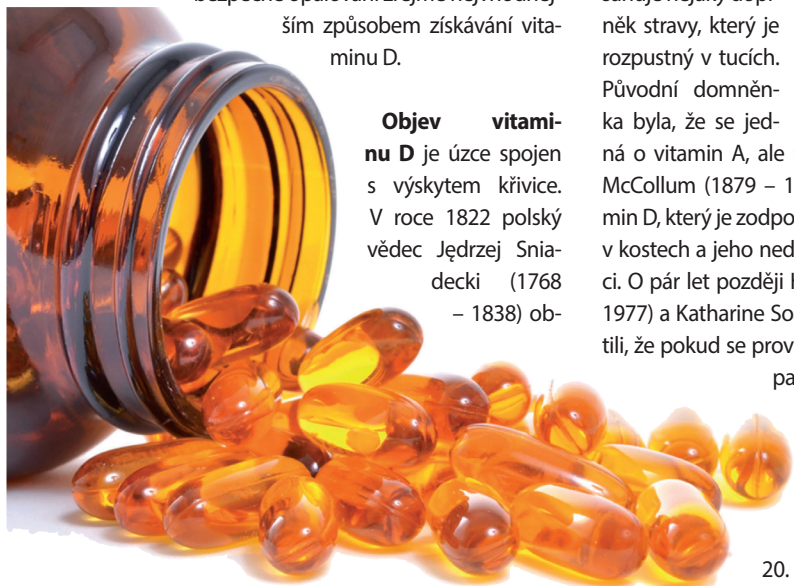 ším způsobem získávání vita-
minu D.
Objev vitami-
nu D je úzce spojen
s výskytem křivice.
V roce 1822 polský
vědec Jędrzej Snia-
decki (1768
– 1838) ob-
něk stravy, který je
rozpustný v tucích.
Původní domněn-
ka byla, že se jed-
ná o vitamin A, ale
McCollum (1879 – 1
min D, který je zodpo
v kostech a jeho ned
ci. O pár let později
1977) a Katharine So
tili, že pokud se prov
pa
20.